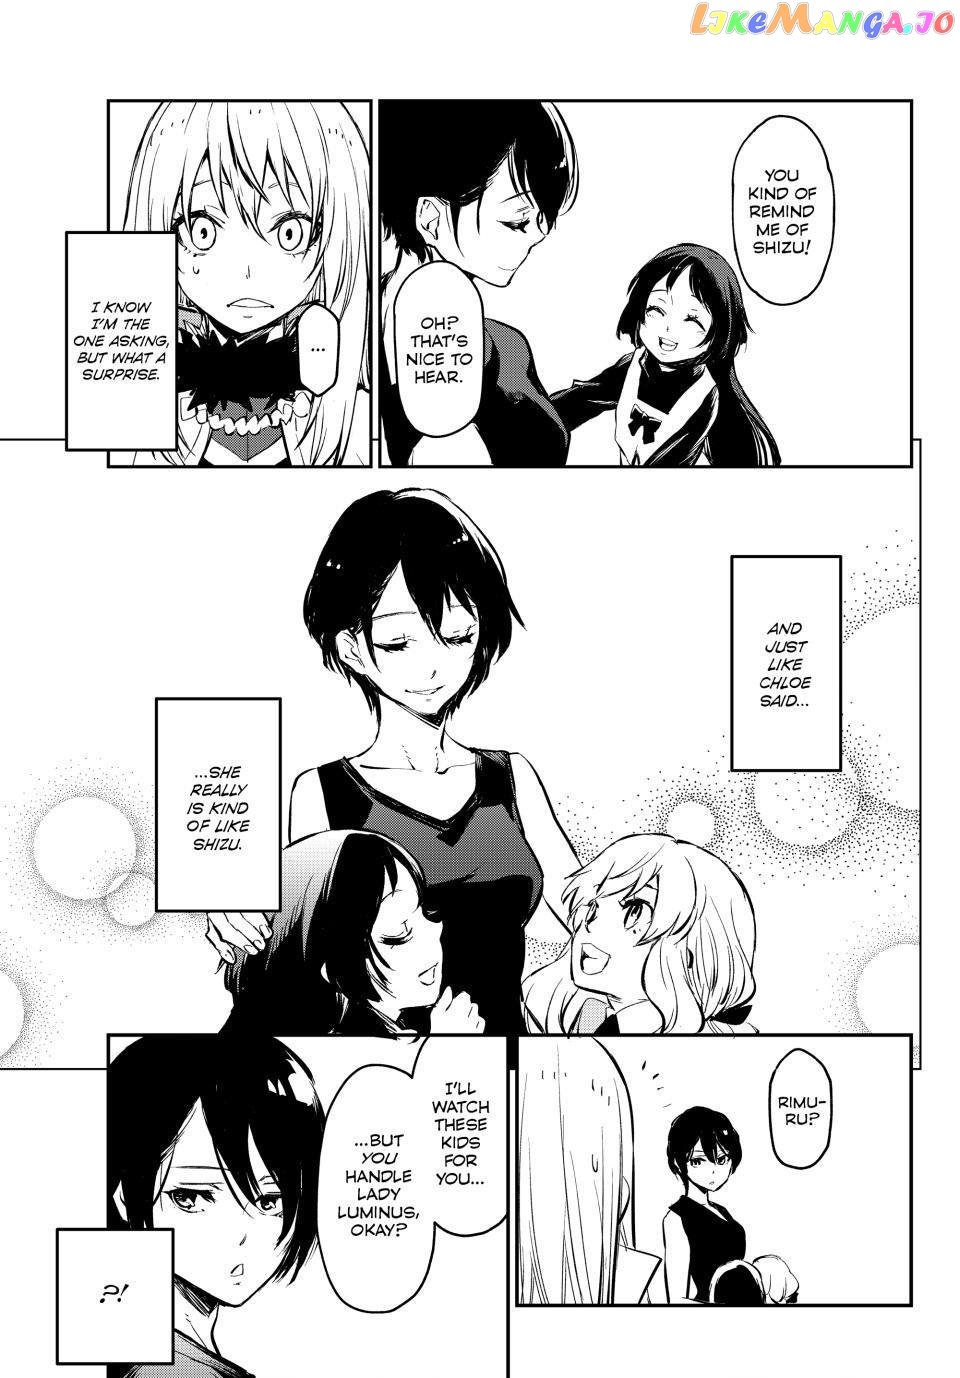 LIKEMANGA.IO
YOU
KIND OF
REMIND
ME OF
SHIZU!
OH?
THAT'S
NICE TO
HEAR.
...
I KNOW
I'M THE
ONE ASKING,
BUT WHAT A
SURPRISE.
AND
JUST
LIKE
CHLOE
SAID...
...SHE
REALLY
IS KIND
OF LIKE
SHIZU.
RIMU-
RU?
I'LL
WATCH
THESE
KIDS
FOR
YOU...
...BUT
YOU
HANDLE
LADY
LUMINUS,
OKAY?
?!